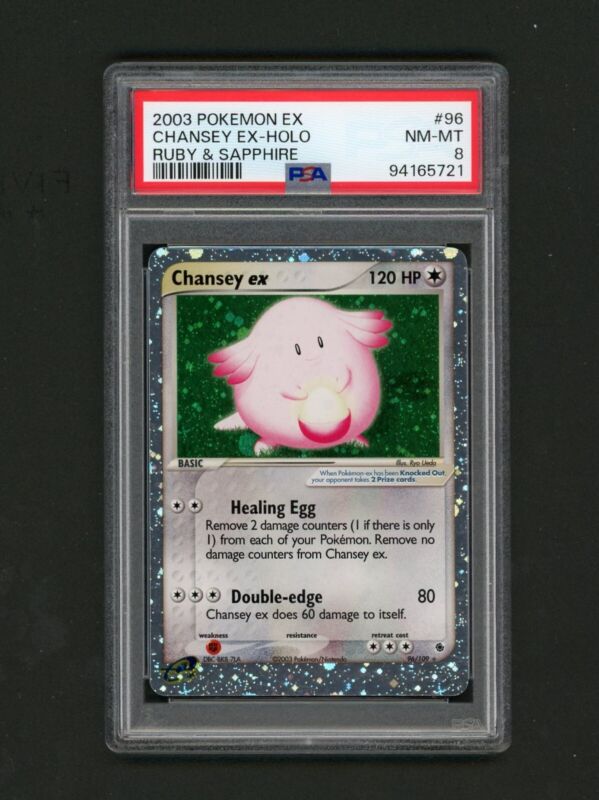 2003 POKEMON EX #96
CHANSEY EX-HOLO NM-MT
RUBY & SAPPHIRE 8
PSA 94165721
Chansey ex 120 HP
BASIC Illus. Ryo Ueda
When Pokémon-ex has been Knocked Out,
your opponent takes 2 Prize cards.
Healing Egg
Remove 2 damage counters (1 if there is only
1) from each of your Pokémon. Remove no
damage counters from Chansey ex.
Double-edge 80
Chansey ex does 60 damage to itself.
weakness resistance retreat cost
©2003 Pokémon/Nintendo 96/109
PSA